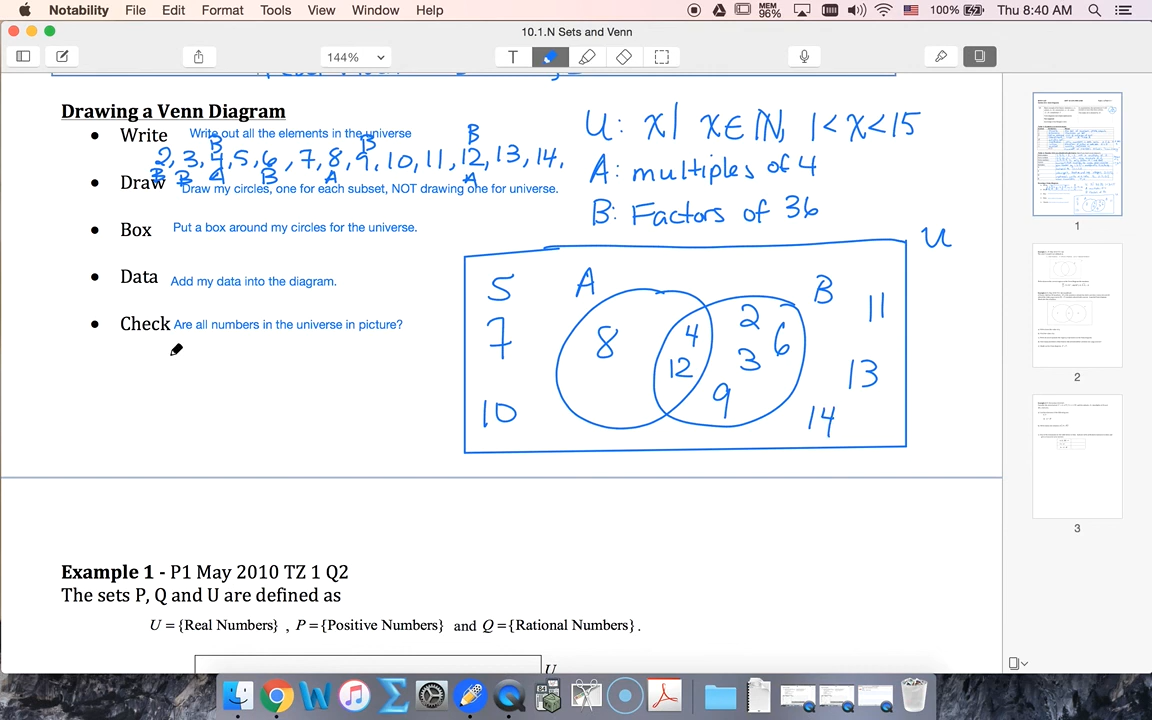 Notability File Edit Format Tools View Window Help MEM 96% 100% Thu 8:40 AM
10.1.N Sets and Venn
144% T
Drawing a Venn Diagram
• Write Write out all the elements in the universe
B B B
2, 3, 4, 5, 6, 7, 8, 9, 10, 11, 12, 13, 14,
B B A B A A
• Draw Draw my circles, one for each subset, NOT drawing one for universe.
• Box Put a box around my circles for the universe.
• Data Add my data into the diagram.
• Check Are all numbers in the universe in picture?
U: x| x∈ℕ, 1<x<15
A: multiples of 4
B: Factors of 36
U
5 A B 11
8 4 2 6
7 12 3
9 13
10 14
Example 1 - P1 May 2010 TZ 1 Q2
The sets P, Q and U are defined as
U = {Real Numbers} , P = {Positive Numbers} and Q = {Rational Numbers} .
U
1
2
3